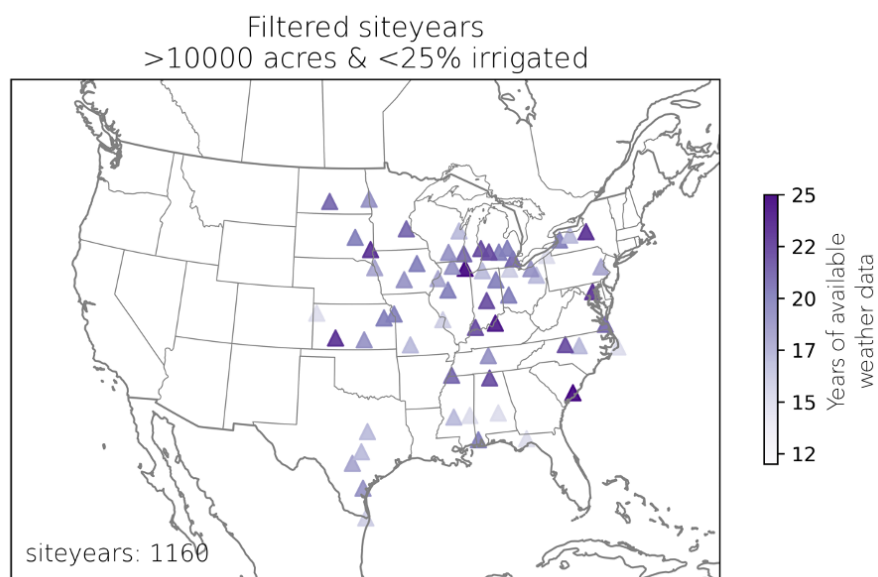 Filtered siteyears
>10000 acres & <25% irrigated
25
22
20
17
15
12
Years of available
weather data
siteyears: 1160